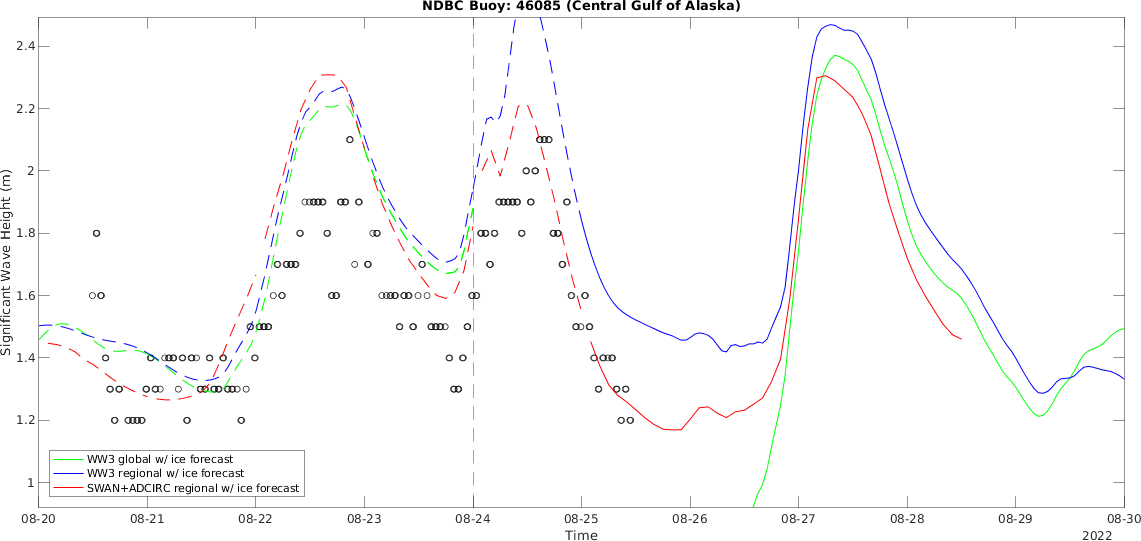 NDBC Buoy: 46085 (Central Gulf of Alaska)
2.4
2.2
2
1.8
1.6
1.4
1.2
1
Significant Wave Height (m)
WW3 global w/ ice forecast
WW3 regional w/ ice forecast
SWAN+ADCIRC regional w/ ice forecast
08-20 08-21 08-22 08-23 08-24 08-25 08-26 08-27 08-28 08-29 08-30
Time
2022